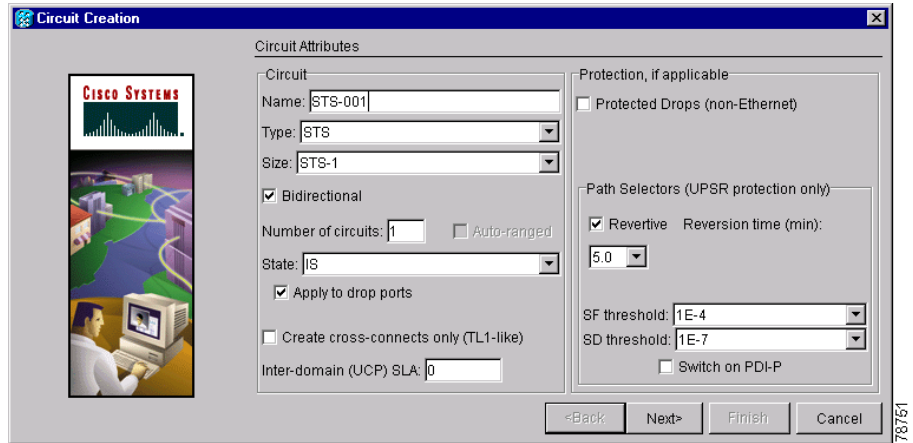 Circuit Creation
Circuit Attributes
CISCO SYSTEMS
Circuit
Name: STS-001
Type: STS
Size: STS-1
Bidirectional
Number of circuits: 1
Auto-ranged
State: IS
Apply to drop ports
Create cross-connects only (TL1-like)
Inter-domain (UCP) SLA: 0
Protection, if applicable
Protected Drops (non-Ethernet)
Path Selectors (UPSR protection only)
Revertive Reversion time (min):
5.0
SF threshold: 1E-4
SD threshold: 1E-7
Switch on PDI-P
<Back
Next>
Finish
Cancel
78751